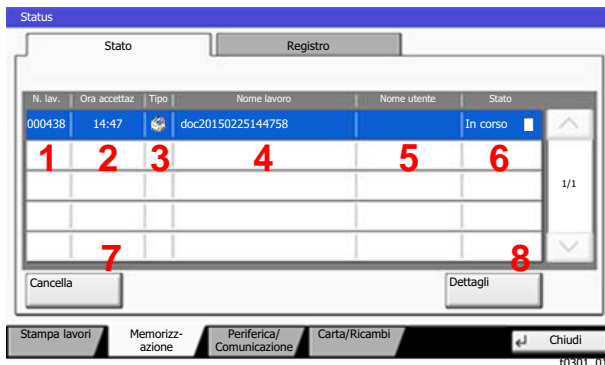 Status
Stato Registro
N. lav. Ora accettaz Tipo Nome lavoro Nome utente Stato
000438 14:47 doc20150225144758 In corso
1 2 3 4 5 6
1/1
7 8
Cancella Dettagli
Stampa lavori Memorizz-
azione Periferica/
Comunicazione Carta/Ricambi Chiudi